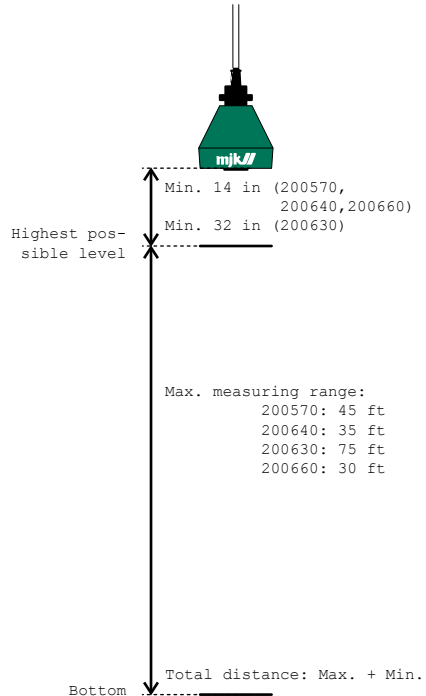 mjk
Min. 14 in (200570,
200640,200660)
Min. 32 in (200630)
Highest pos-
sible level
Max. measuring range:
200570: 45 ft
200640: 35 ft
200630: 75 ft
200660: 30 ft
Total distance: Max. + Min.
Bottom